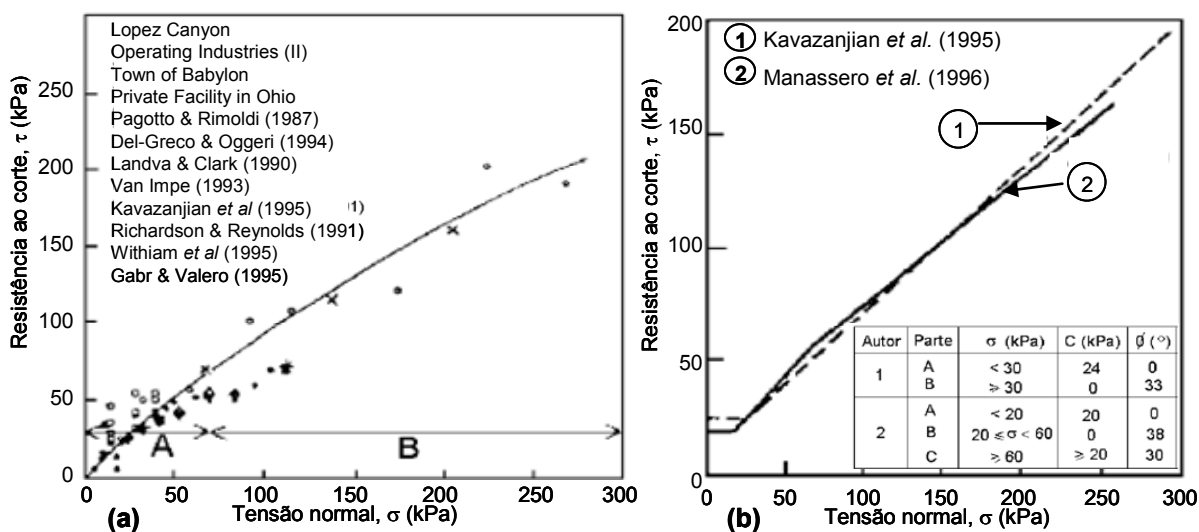 Resistência ao corte, τ (kPa)
250
200
150
100
50
0
Lopez Canyon
Operating Industries (II)
Town of Babylon
Private Facility in Ohio
Pagotto & Rimoldi (1987)
Del-Greco & Oggeri (1994)
Landva & Clark (1990)
Van Impe (1993)
Kavazanjian et al (1995) 1)
Richardson & Reynolds (1991)
Withiam et al (1995)
Gabr & Valero (1995)
A
B
0 50 100 150 200 250 300
(a) Tensão normal, σ (kPa)
Resistência ao corte, τ (kPa)
200
150
100
50
0
1 Kavazanjian et al. (1995)
2 Manassero et al. (1996)
1
2
Autor Parte σ (kPa) C (kPa) ϕ (°)
1 A < 30 24 0
B ⩾ 30 0 33
2 A < 20 20 0
B 20 ≤ σ < 60 0 38
C ⩾ 60 ⩾ 20 30
0 50 100 150 200 250 300
(b) Tensão normal, σ (kPa)